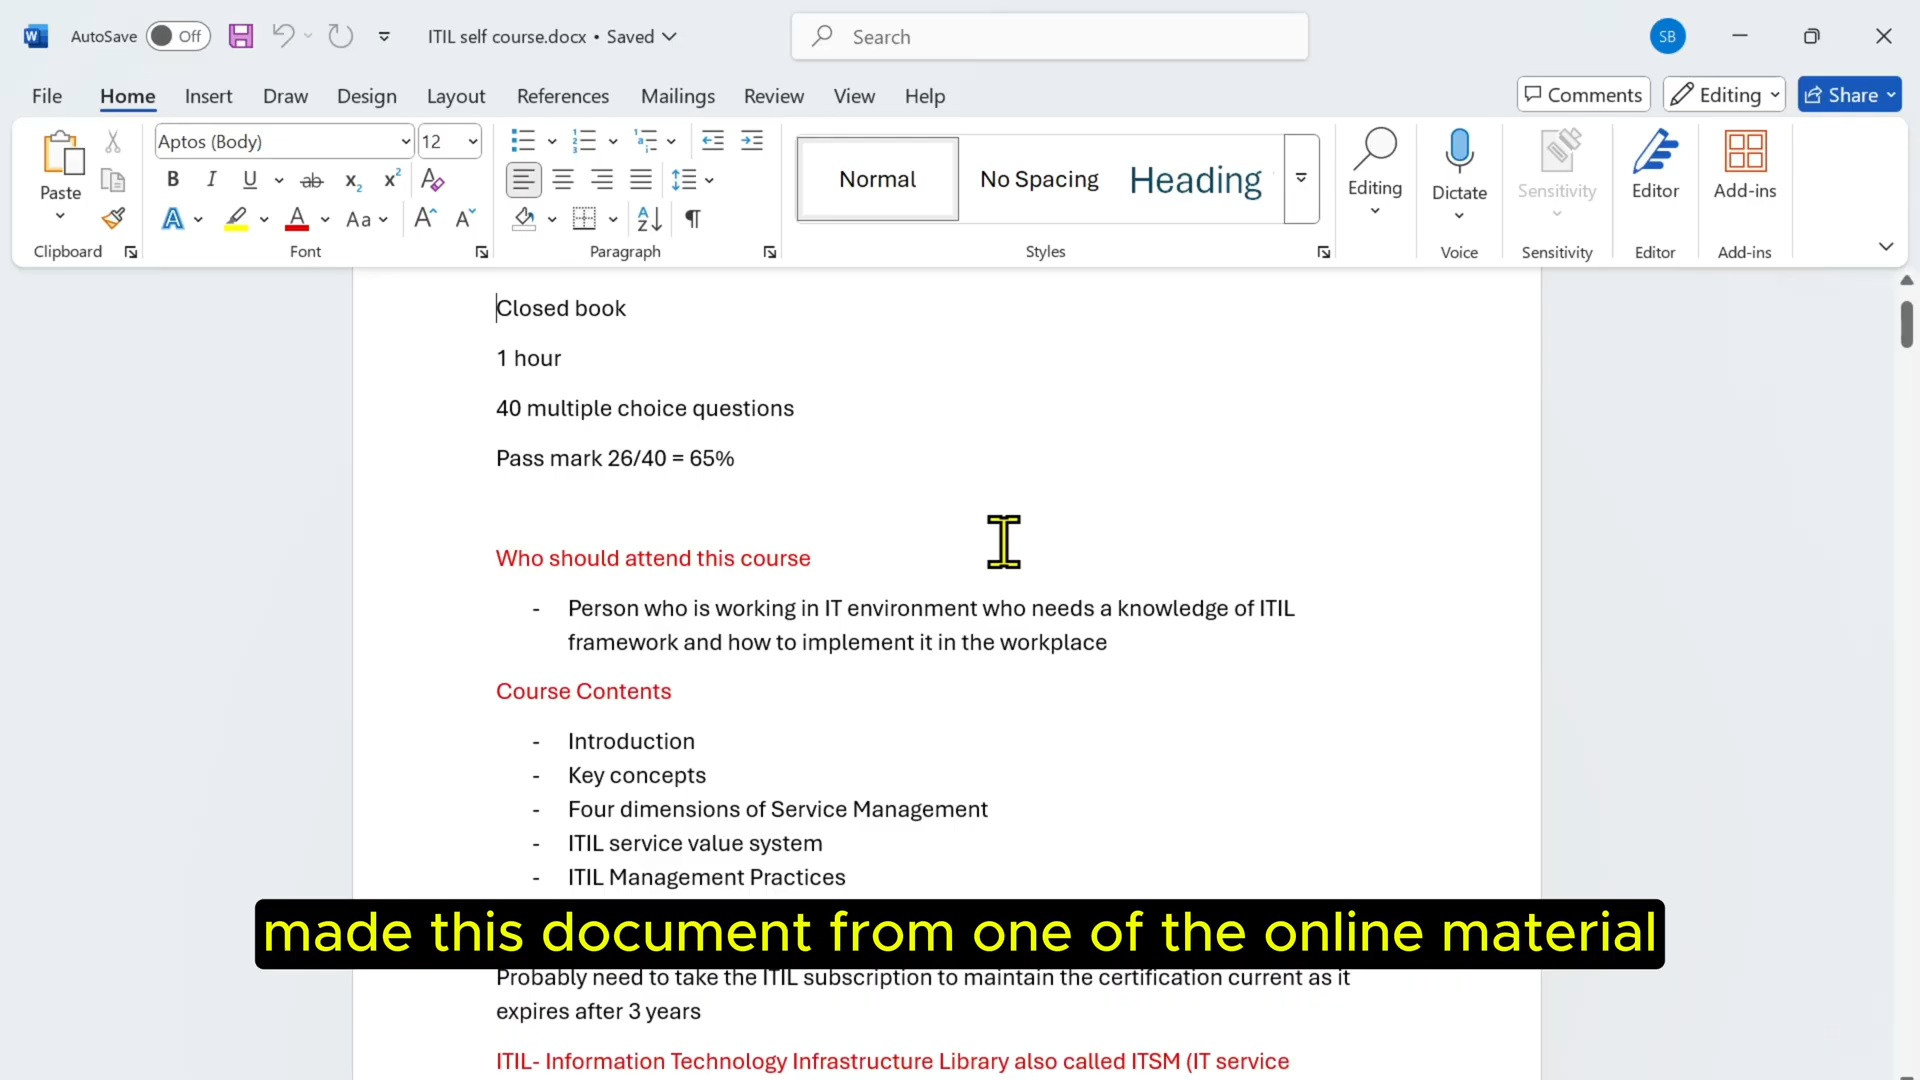 AutoSave Off ITIL self course.docx • Saved Search SB
File Home Insert Draw Design Layout References Mailings Review View Help Comments Editing Share
Paste Aptos (Body) 12 Normal No Spacing Heading Editing Dictate Sensitivity Editor Add-ins
Clipboard Font Paragraph Styles Voice Sensitivity Editor Add-ins
Closed book
1 hour
40 multiple choice questions
Pass mark 26/40 = 65%
Who should attend this course
- Person who is working in IT environment who needs a knowledge of ITIL
framework and how to implement it in the workplace
Course Contents
- Introduction
- Key concepts
- Four dimensions of Service Management
- ITIL service value system
- ITIL Management Practices
made this document from one of the online material
Probably need to take the ITIL subscription to maintain the certification current as it
expires after 3 years
ITIL- Information Technology Infrastructure Library also called ITSM (IT service